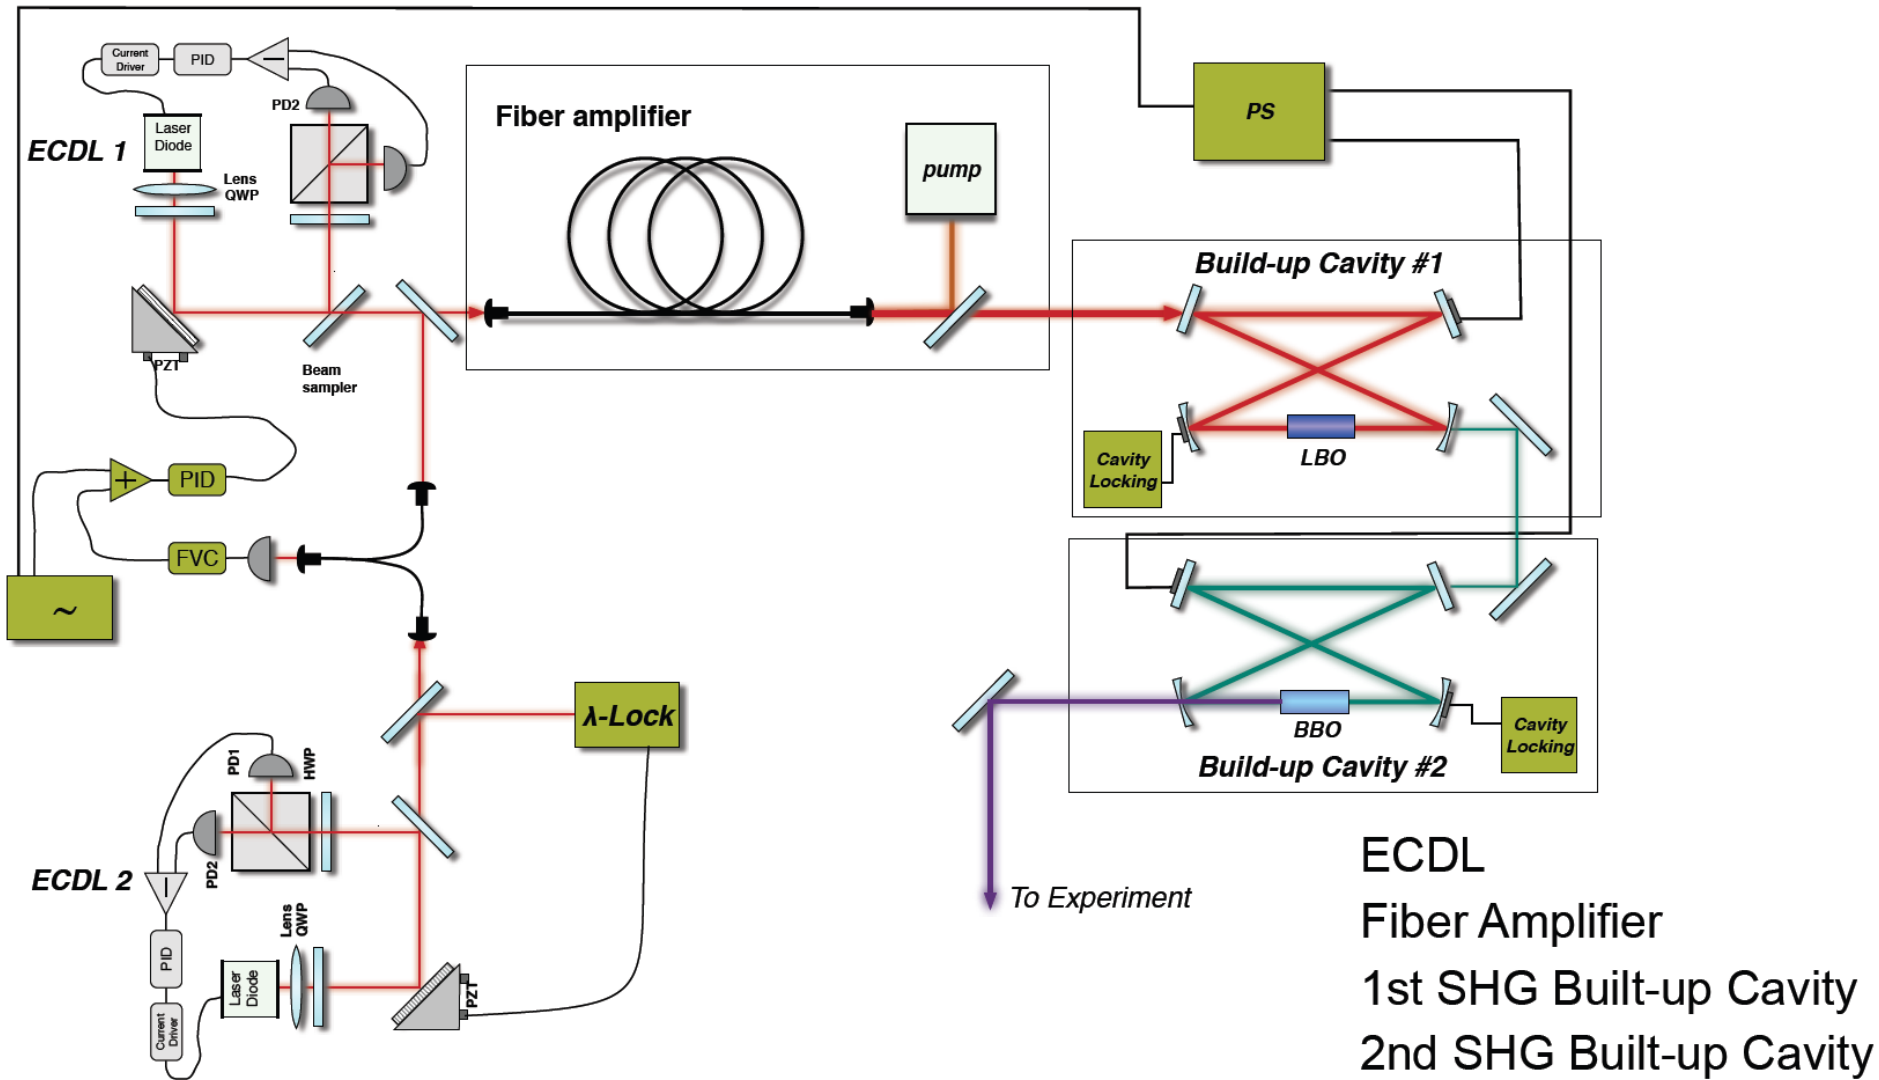 Current
Driver
PID
−
PD2
Laser
Diode
ECDL 1
Lens
QWP
PZT
Beam
sampler
Fiber amplifier
pump
PS
Build-up Cavity #1
Cavity
Locking
LBO
+
PID
FVC
~
λ-Lock
PD1
HWP
PD2
ECDL 2
−
PID
Current
Driver
Laser
Diode
Lens
QWP
PZT
BBO
Cavity
Locking
Build-up Cavity #2
To Experiment
ECDL
Fiber Amplifier
1st SHG Built-up Cavity
2nd SHG Built-up Cavity